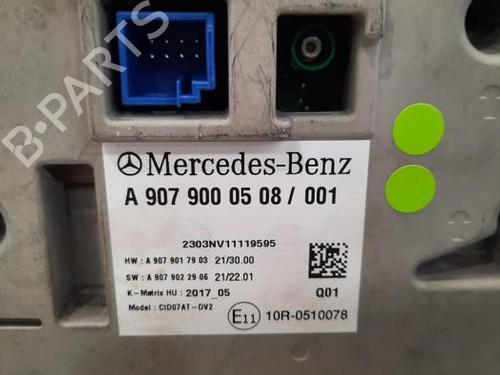 B-PARTS
Mercedes-Benz
A 907 900 05 08 / 001
2303NV11119595
HW : A 907 901 79 03 21/30.00
SW : A 907 902 29 06 21/22.01
K-Matrix HU : 2017_05 Q01
Model : CID07AT-DV2
E11 10R-0510078